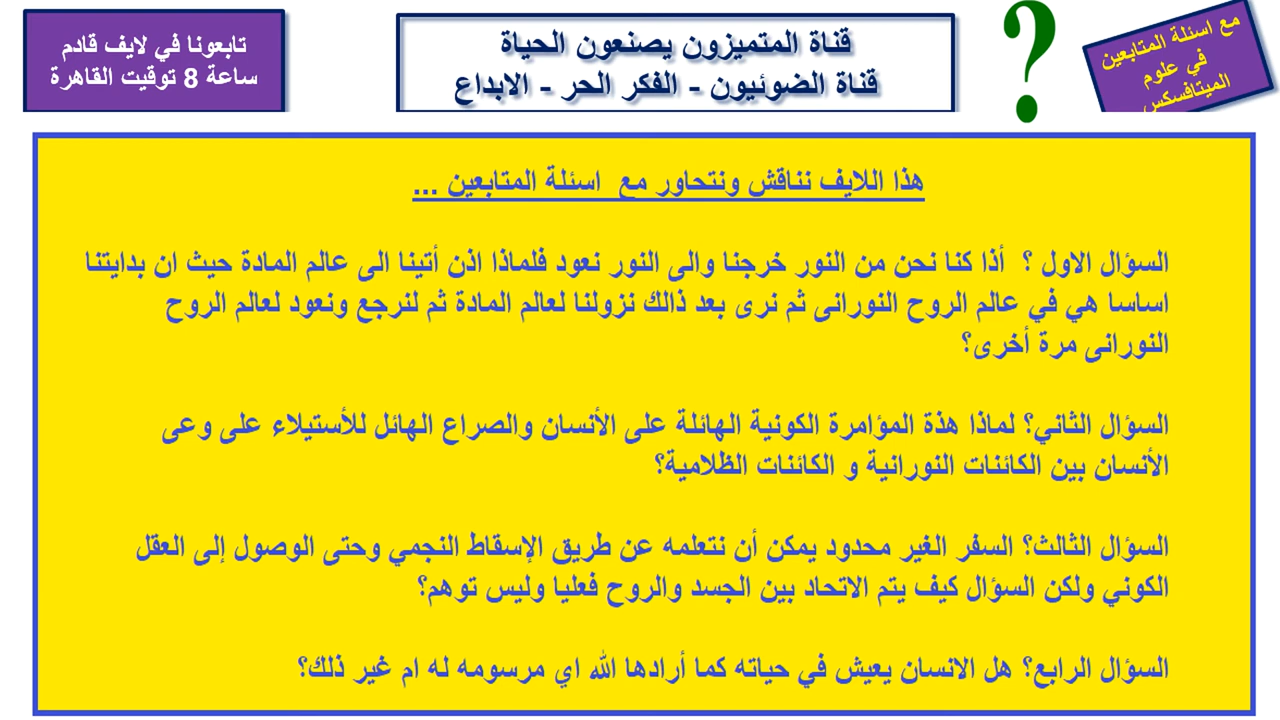 مع اسئلة المتابعين
في علوم
الميتافسكس
?
قناة المتميزون يصنعون الحياة
قناة الضوئيون - الفكر الحر - الابداع
تابعونا في لايف قادم
ساعة 8 توقيت القاهرة
هذا اللايف نناقش ونتحاور مع اسئلة المتابعين ...
السؤال الاول ؟ أذا كنا نحن من النور خرجنا والى النور نعود فلماذا اذن أتينا الى عالم المادة حيث ان بدايتنا
اساسا هي في عالم الروح النورانى ثم نرى بعد ذالك نزولنا لعالم المادة ثم لنرجع ونعود لعالم الروح
النورانى مرة أخرى؟
السؤال الثاني؟ لماذا هذة المؤامرة الكونية الهائلة على الأنسان والصراع الهائل للأستيلاء على وعى
الأنسان بين الكائنات النورانية و الكائنات الظلامية؟
السؤال الثالث؟ السفر الغير محدود يمكن أن نتعلمه عن طريق الإسقاط النجمي وحتى الوصول إلى العقل
الكوني ولكن السؤال كيف يتم الاتحاد بين الجسد والروح فعليا وليس توهم؟
السؤال الرابع؟ هل الانسان يعيش في حياته كما أرادها الله اي مرسومه له ام غير ذلك؟